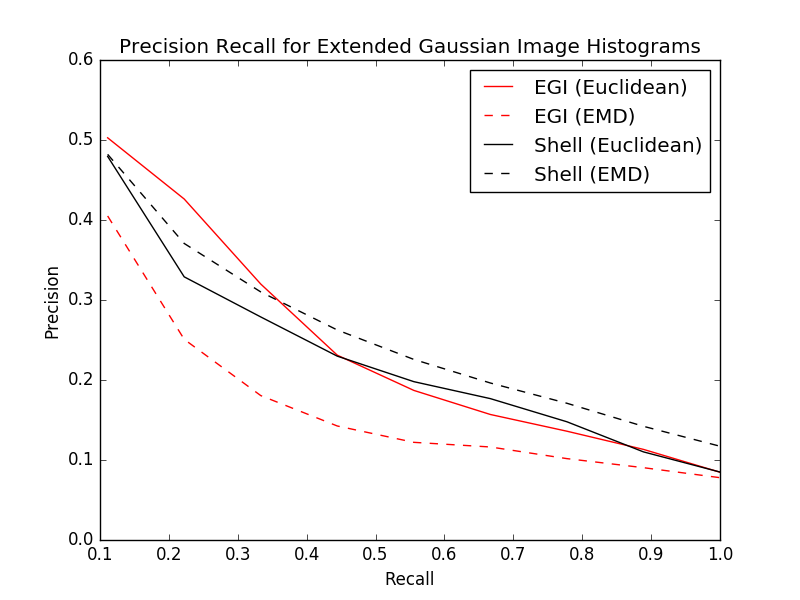 Precision Recall for Extended Gaussian Image Histograms
0.6
0.5
0.4
0.3
0.2
0.1
0.0
Precision
EGI (Euclidean)
EGI (EMD)
Shell (Euclidean)
Shell (EMD)
0.1 0.2 0.3 0.4 0.5 0.6 0.7 0.8 0.9 1.0
Recall